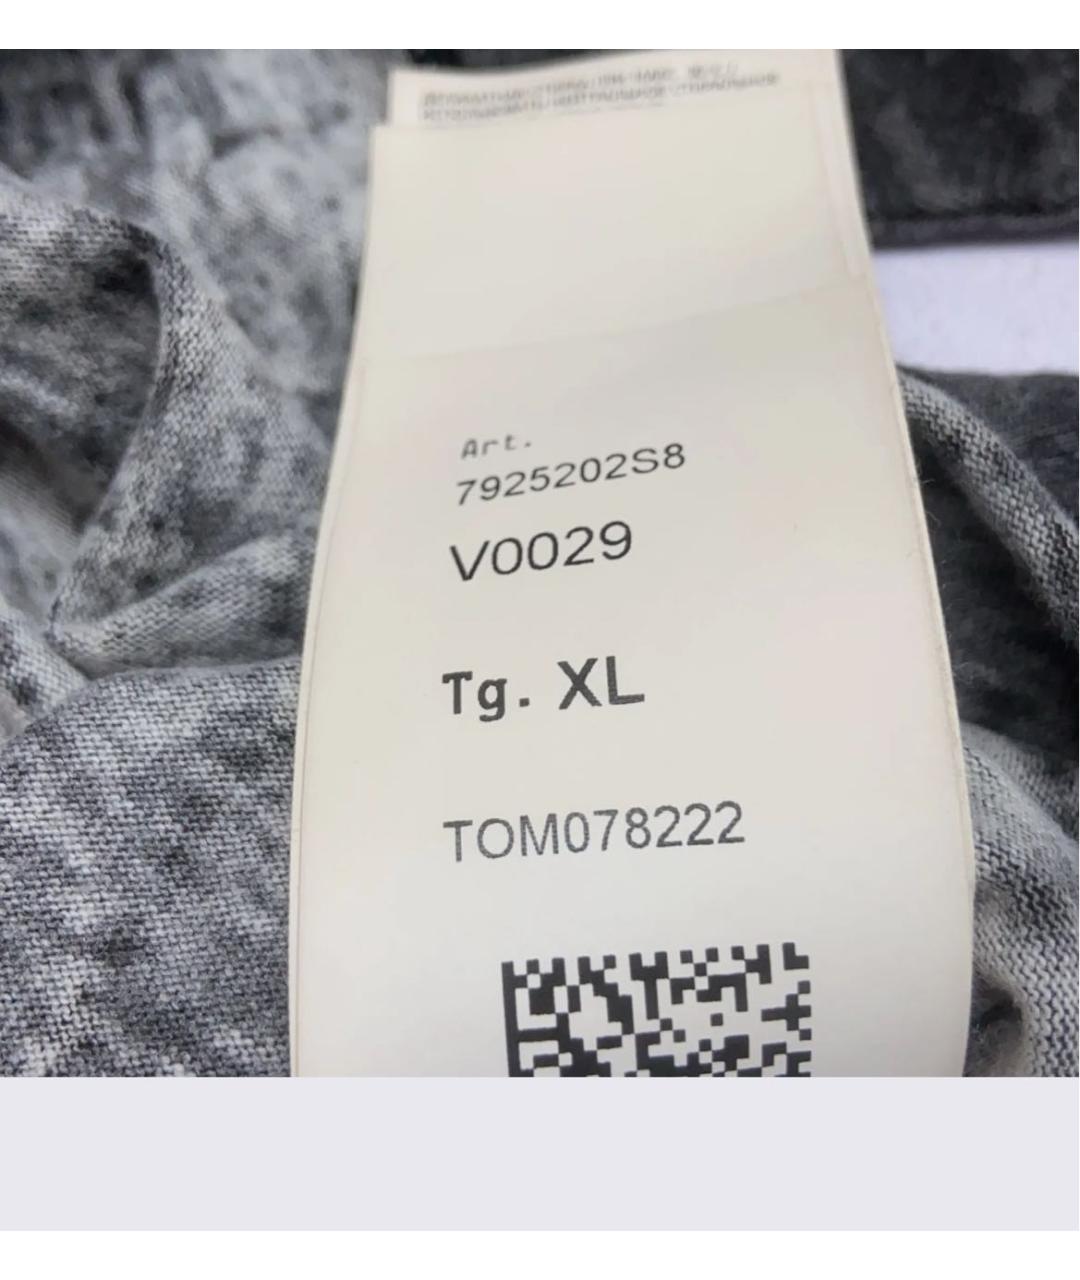 Art.
7925202S8
V0029
Tg. XL
TOM078222